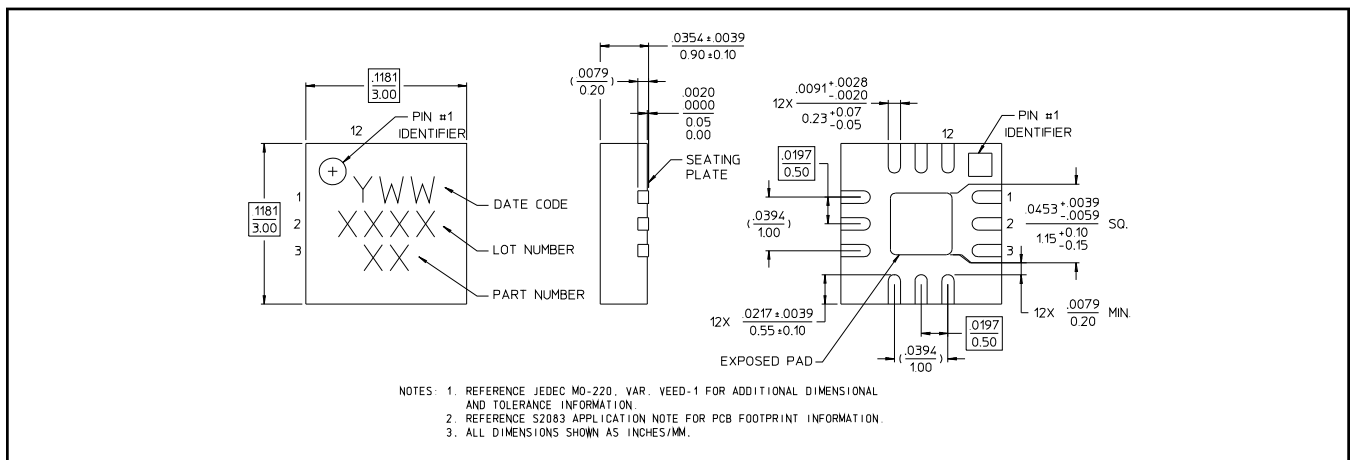 .1181
3.00
PIN #1
IDENTIFIER
12
.1181
3.00
1
2
3
YWW
XXXX
XX
DATE CODE
LOT NUMBER
PART NUMBER
.0354 ±.0039
0.90 ±0.10
(.0079
0.20)
.0020
.0000
0.05
0.00
SEATING
PLATE
12X .0091 +.0028 -.0020
0.23 +0.07 -0.05
PIN #1
IDENTIFIER
12
.0197
0.50
(.0394
1.00)
1
2
3
.0453 +.0039 -.0059
1.15 +0.10 -0.15
SQ.
12X .0217 ±.0039
0.55 ±0.10
12X .0079
0.20 MIN.
.0197
0.50
(.0394
1.00)
EXPOSED PAD
NOTES: 1. REFERENCE JEDEC MO-220, VAR. VEED-1 FOR ADDITIONAL DIMENSIONAL
AND TOLERANCE INFORMATION.
2. REFERENCE S2083 APPLICATION NOTE FOR PCB FOOTPRINT INFORMATION.
3. ALL DIMENSIONS SHOWN AS INCHES/MM.